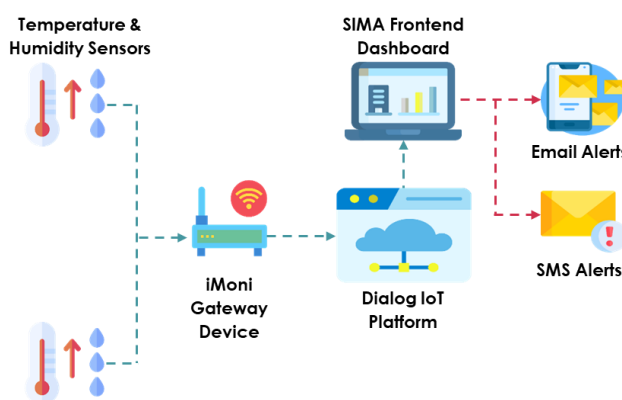 Temperature &
Humidity Sensors
SIMA Frontend
Dashboard
Email Alerts
SMS Alerts
iMoni
Gateway
Device
Dialog IoT
Platform